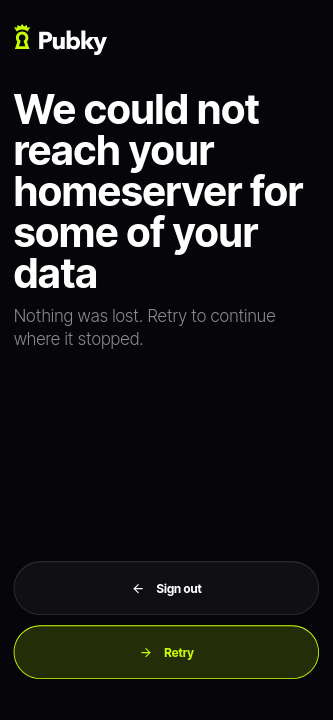 Pubky
We could not
reach your
homeserver for
some of your
data
Nothing was lost. Retry to continue
where it stopped.
Sign out
Retry